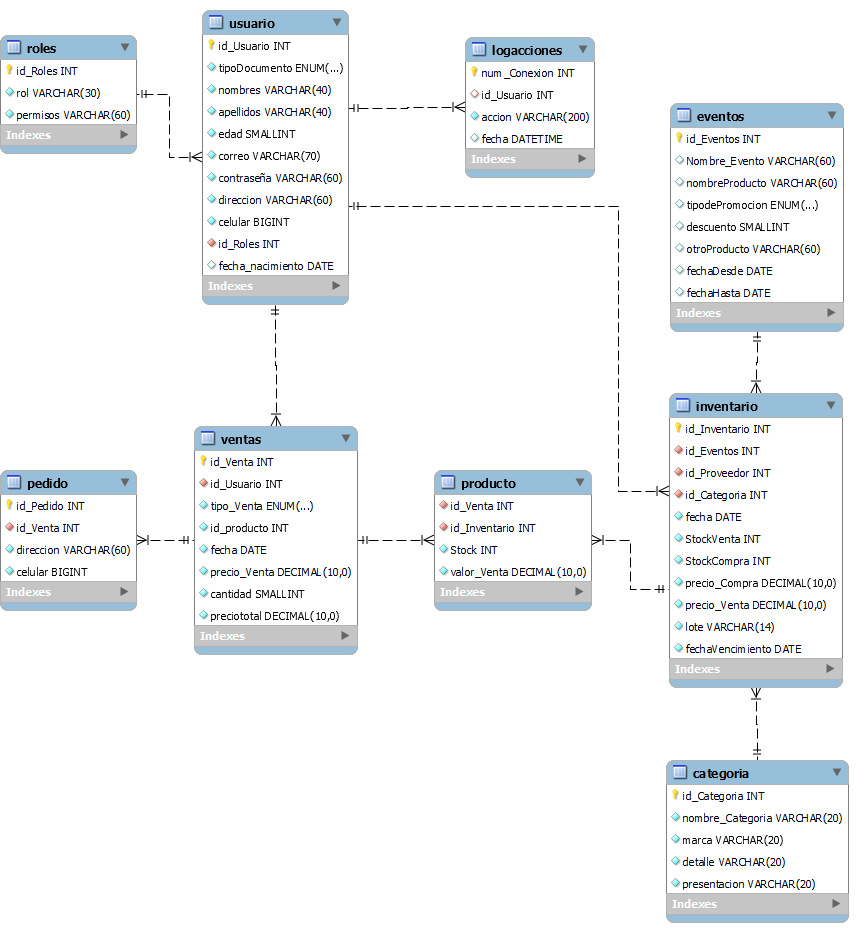 roles
id_Roles INT
rol VARCHAR(30)
permisos VARCHAR(60)
Indexes
usuario
id_Usuario INT
tipoDocumento ENUM(...)
nombres VARCHAR(40)
apellidos VARCHAR(40)
edad SMALLINT
correo VARCHAR(70)
contraseña VARCHAR(60)
direccion VARCHAR(60)
celular BIGINT
id_Roles INT
fecha_nacimiento DATE
Indexes
logacciones
num_Conexion INT
id_Usuario INT
accion VARCHAR(200)
fecha DATETIME
Indexes
eventos
id_Eventos INT
Nombre_Evento VARCHAR(60)
nombreProducto VARCHAR(60)
tipodePromocion ENUM(...)
descuento SMALLINT
otroProducto VARCHAR(60)
fechaDesde DATE
fechaHasta DATE
Indexes
pedido
id_Pedido INT
id_Venta INT
direccion VARCHAR(60)
celular BIGINT
Indexes
ventas
id_Venta INT
id_Usuario INT
tipo_Venta ENUM(...)
id_producto INT
fecha DATE
precio_Venta DECIMAL(10,0)
cantidad SMALLINT
preciototal DECIMAL(10,0)
Indexes
producto
id_Venta INT
id_Inventario INT
Stock INT
valor_Venta DECIMAL(10,0)
Indexes
inventario
id_Inventario INT
id_Eventos INT
id_Proveedor INT
id_Categoria INT
fecha DATE
StockVenta INT
StockCompra INT
precio_Compra DECIMAL(10,0)
precio_Venta DECIMAL(10,0)
lote VARCHAR(14)
fechaVencimiento DATE
Indexes
categoria
id_Categoria INT
nombre_Categoria VARCHAR(20)
marca VARCHAR(20)
detalle VARCHAR(20)
presentacion VARCHAR(20)
Indexes